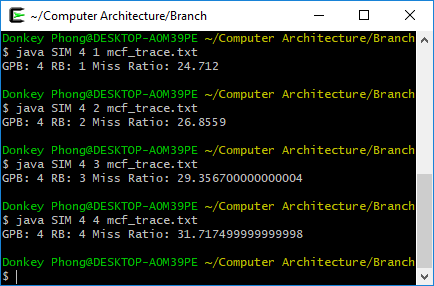 ~/Computer Architecture/Branch
Donkey Phong@DESKTOP-AOM39PE ~/Computer Architecture/Branch
$ java SIM 4 1 mcf_trace.txt
GPB: 4 RB: 1 Miss Ratio: 24.712
Donkey Phong@DESKTOP-AOM39PE ~/Computer Architecture/Branch
$ java SIM 4 2 mcf_trace.txt
GPB: 4 RB: 2 Miss Ratio: 26.8559
Donkey Phong@DESKTOP-AOM39PE ~/Computer Architecture/Branch
$ java SIM 4 3 mcf_trace.txt
GPB: 4 RB: 3 Miss Ratio: 29.356700000000004
Donkey Phong@DESKTOP-AOM39PE ~/Computer Architecture/Branch
$ java SIM 4 4 mcf_trace.txt
GPB: 4 RB: 4 Miss Ratio: 31.717499999999998
Donkey Phong@DESKTOP-AOM39PE ~/Computer Architecture/Branch
$